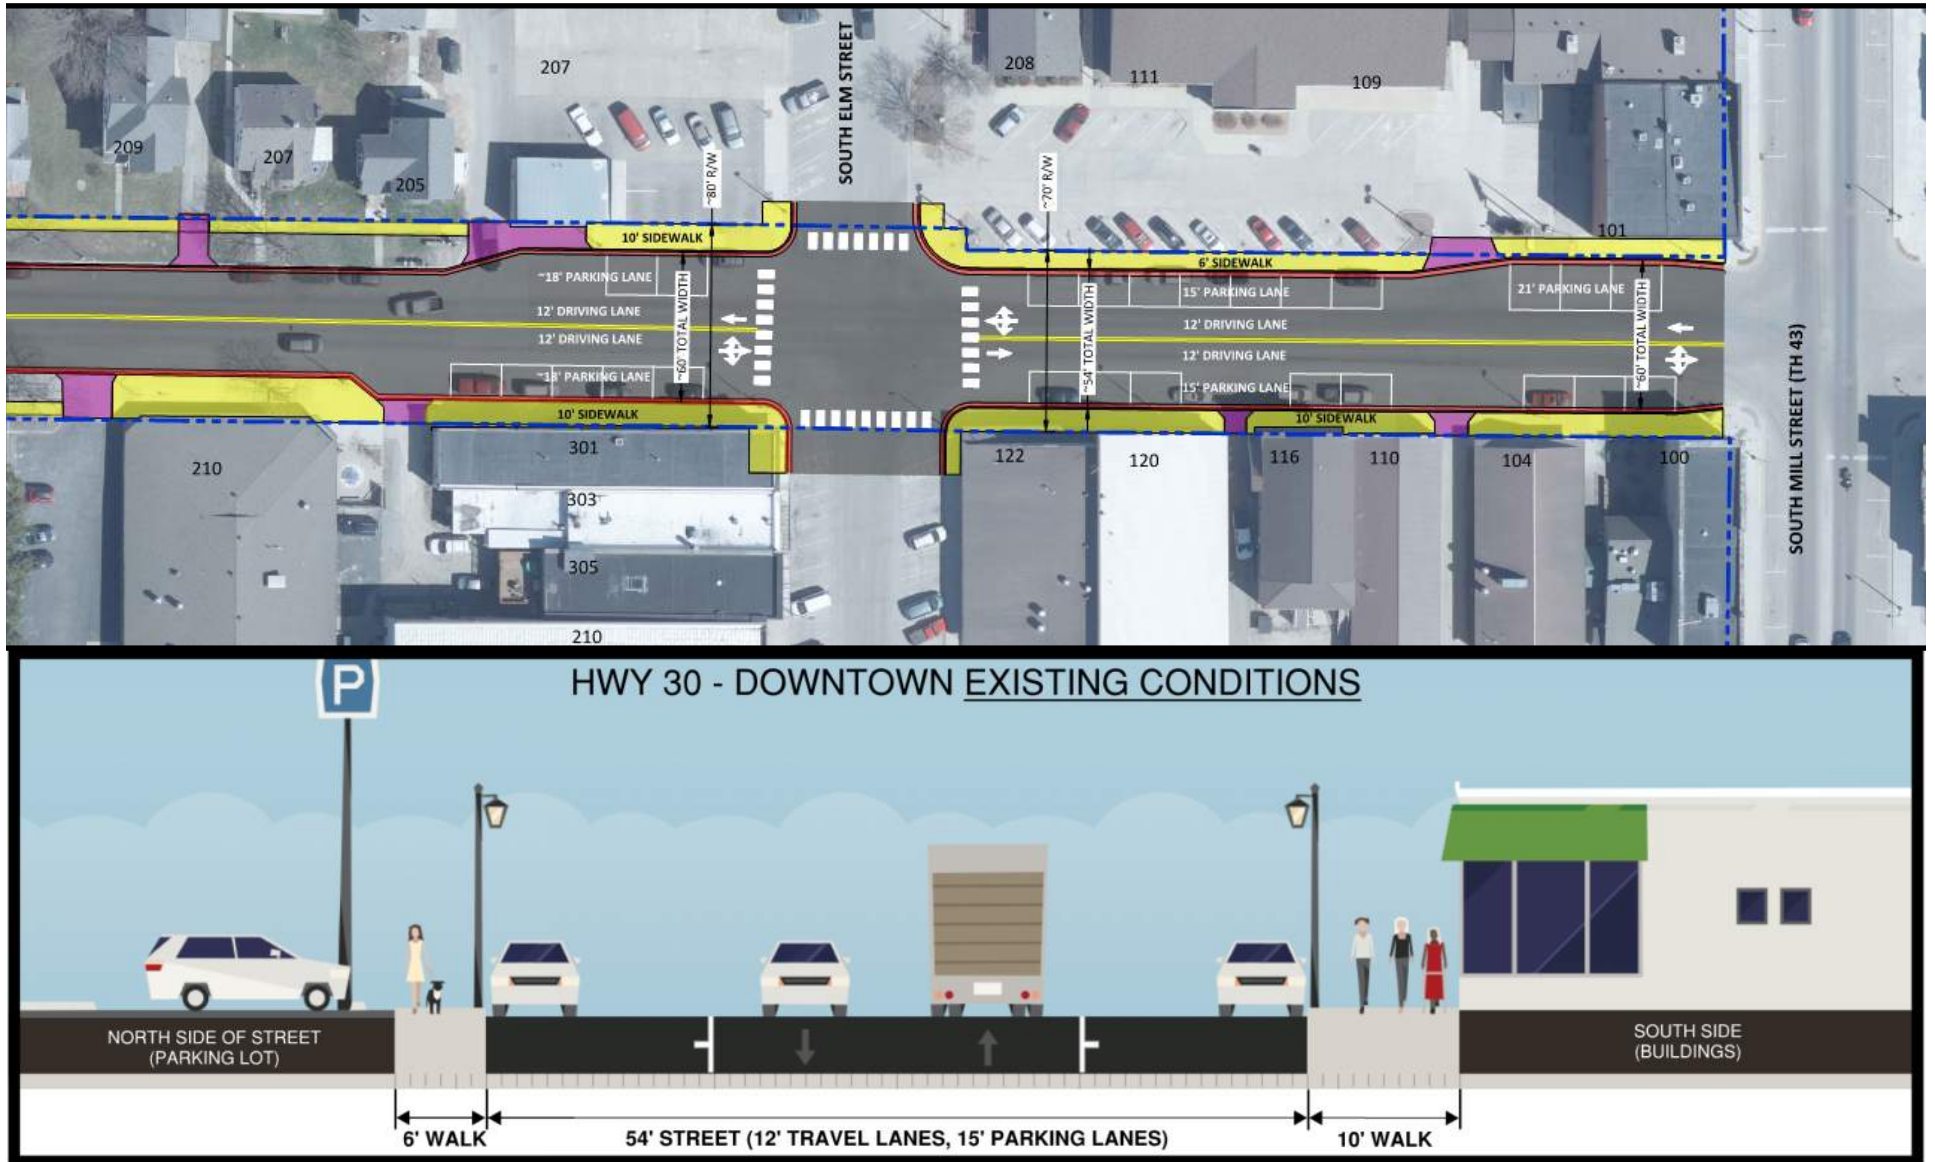 207
208
111
109
SOUTH ELM STREET
209
207
205
~80' R/W
~70' R/W
101
10' SIDEWALK
6' SIDEWALK
~18' PARKING LANE
15' PARKING LANE
21' PARKING LANE
12' DRIVING LANE
12' DRIVING LANE
12' DRIVING LANE
12' DRIVING LANE
~60' TOTAL WIDTH
~54' TOTAL WIDTH
~60' TOTAL WIDTH
~18' PARKING LANE
15' PARKING LANE
10' SIDEWALK
10' SIDEWALK
SOUTH MILL STREET (TH 43)
210
301
303
305
210
122
120
116
110
104
100
P
HWY 30 - DOWNTOWN EXISTING CONDITIONS
NORTH SIDE OF STREET
(PARKING LOT)
SOUTH SIDE
(BUILDINGS)
6' WALK
54' STREET (12' TRAVEL LANES, 15' PARKING LANES)
10' WALK